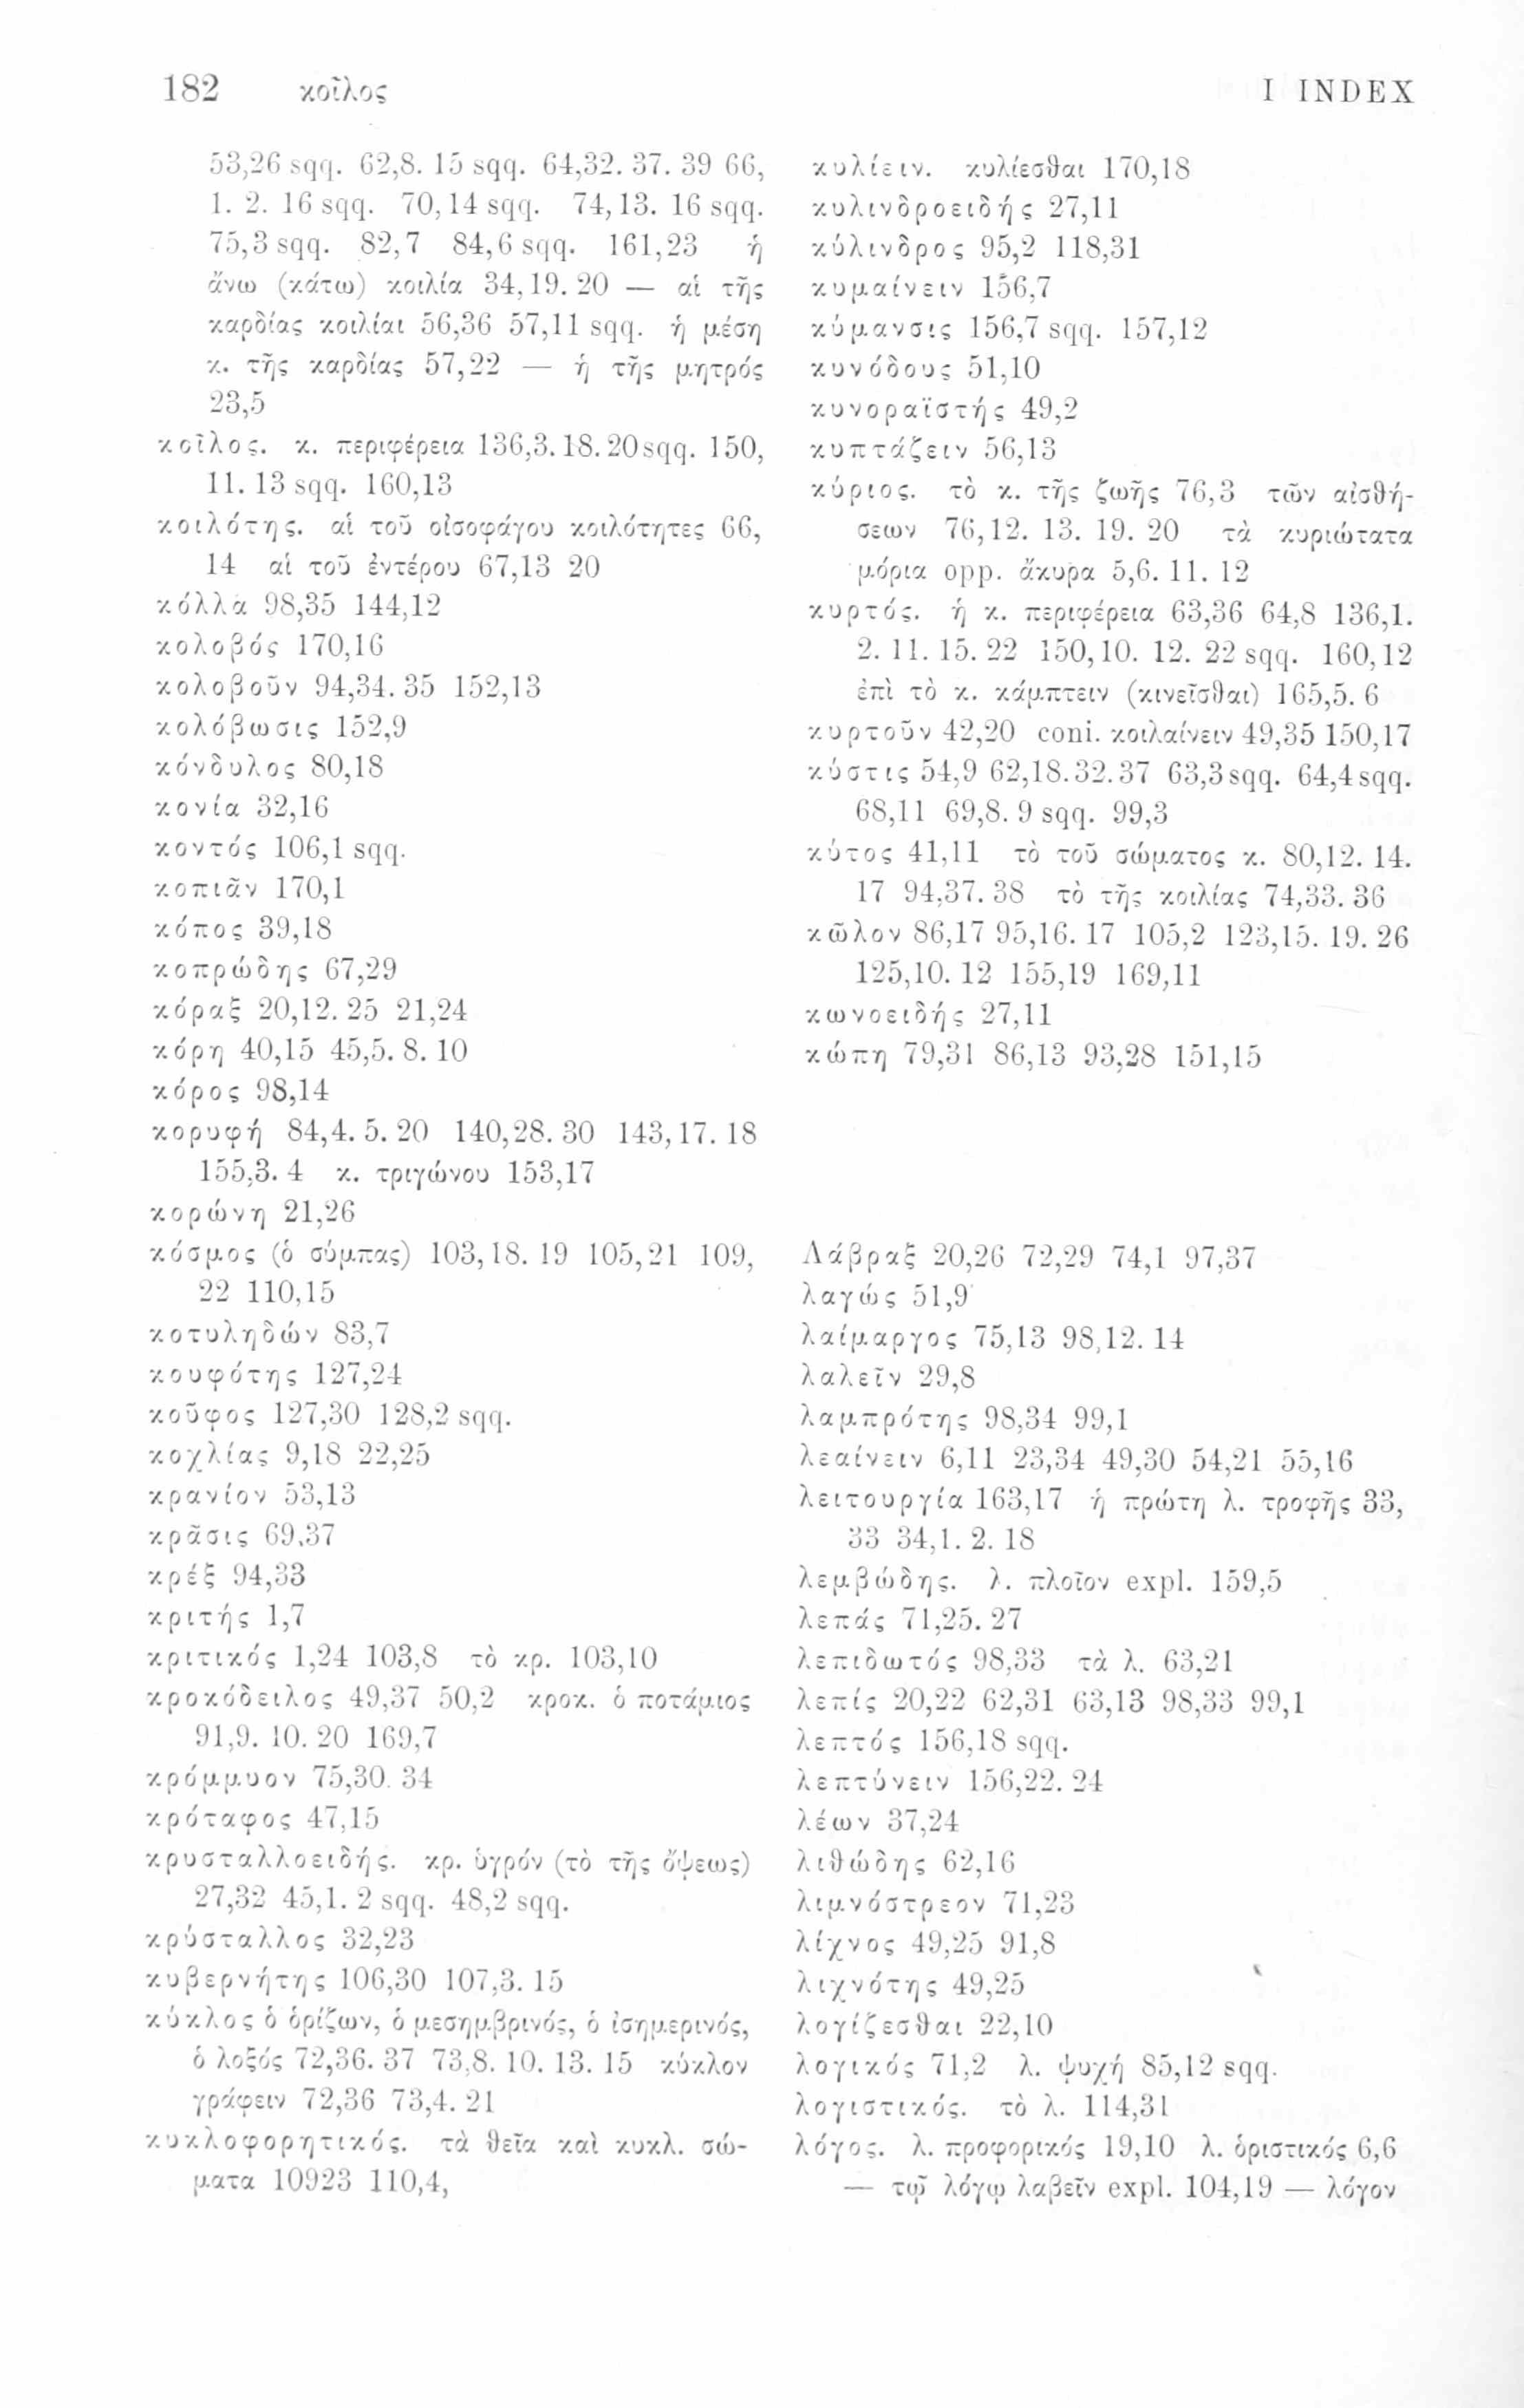 182 κοῖλος I INDEX
53,26 sqq. 62,8. 15 sqq. 64,32. 37. 39 66,
1. 2. 16 sqq. 70,14 sqq. 74,13. 16 sqq.
75,3 sqq. 82,7 84,6 sqq. 161,23 ἡ
ἄνω (κάτω) κοιλία 34,19. 20 — αἱ τῆς
καρδίας κοιλίαι 56,36 57,11 sqq. ἡ μέση
κ. τῆς καρδίας 57,22 — ἡ τῆς μητρός
23,5
κοῖλος. κ. περιφέρεια 136,3. 18. 20 sqq. 150,
11. 13 sqq. 160,13
κοιλότης. αἱ τοῦ οἰσοφάγου κοιλότητες 66,
14 αἱ τοῦ ἐντέρου 67,13 20
κόλλα 98,35 144,12
κολοβός 170,16
κολοβοῦν 94,34. 35 152,13
κολόβωσις 152,9
κόνδυλος 80,18
κονία 32,16
κοντός 106,1 sqq.
κοπιᾶν 170,1
κόπος 39,18
κοπρώδης 67,29
κόραξ 20,12. 25 21,24
κόρη 40,15 45,5. 8. 10
κόρος 98,14
κορυφή 84,4. 5. 20 140,28. 30 143,17. 18
155,3. 4 κ. τριγώνου 153,17
κορώνη 21,26
κόσμος (ὁ σύμπας) 103,18. 19 105,21 109,
22 110,15
κοτυληδών 83,7
κουφότης 127,24
κοῦφος 127,30 128,2 sqq.
κοχλίας 9,18 22,25
κρανίον 53,13
κρᾶσις 69,37
κρέξ 94,33
κριτής 1,7
κριτικός 1,24 103,8 τὸ κρ. 103,10
κροκόδειλος 49,37 50,2 κροκ. ὁ ποτάμιος
91,9. 10. 20 169,7
κρόμμυον 75,30. 34
κρόταφος 47,15
κρυσταλλοειδής. κρ. ὑγρόν (τὸ τῆς ὄψεως)
27,32 45,1. 2 sqq. 48,2 sqq.
κρύσταλλος 32,23
κυβερνήτης 106,30 107,3. 15
κύκλος ὁ ὁρίζων, ὁ μεσημβρινός, ὁ ἰσημερινός,
ὁ λοξός 72,36. 37 73,8. 10. 13. 15 κύκλον
γράφειν 72,36 73,4. 21
κυκλοφορητικός. τὰ θεῖα καὶ κυκλ. σώ-
ματα 10923 110,4,
κυλίειν. κυλίεσθαι 170,18
κυλινδροειδής 27,11
κύλινδρος 95,2 118,31
κυμαίνειν 156,7
κύμανσις 156,7 sqq. 157,12
κυνόδους 51,10
κυνοραϊστής 49,2
κυπτάζειν 56,13
κύριος. τὸ κ. τῆς ζωῆς 76,3 τῶν αἰσθή-
σεων 76,12. 13. 19. 20 τὰ κυριώτατα
μόρια opp. ἄκυρα 5,6. 11. 12
κυρτός. ἡ κ. περιφέρεια 63,36 64,8 136,1.
2. 11. 15. 22 150,10. 12. 22 sqq. 160,12
ἐπὶ τὸ κ. κάμπτειν (κινεῖσθαι) 165,5. 6
κυρτοῦν 42,20 coni. κοιλαίνειν 49,35 150,17
κύστις 54,9 62,18. 32. 37 63,3 sqq. 64,4 sqq.
68,11 69,8. 9 sqq. 99,3
κύτος 41,11 τὸ τοῦ σώματος κ. 80,12. 14.
17 94,37. 38 τὸ τῆς κοιλίας 74,33. 36
κῶλον 86,17 95,16. 17 105,2 123,15. 19. 26
125,10. 12 155,19 169,11
κωνοειδής 27,11
κώπη 79,31 86,13 93,28 151,15
Λάβραξ 20,26 72,29 74,1 97,37
λαγώς 51,9
λαίμαργος 75,13 98,12. 14
λαλεῖν 29,8
λαμπρότης 98,34 99,1
λεαίνειν 6,11 23,34 49,30 54,21 55,16
λειτουργία 163,17 ἡ πρώτη λ. τροφῆς 33,
33 34,1. 2. 18
λεμβώδης. λ. πλοῖον expl. 159,5
λεπάς 71,25. 27
λεπιδωτός 98,33 τὰ λ. 63,21
λεπίς 20,22 62,31 63,13 98,33 99,1
λεπτός 156,18 sqq.
λεπτύνειν 156,22. 24
λέων 37,24
λιθώδης 62,16
λιμνόστρεον 71,23
λίχνος 49,25 91,8
λιχνότης 49,25
λογίζεσθαι 22,10
λογικός 71,2 λ. ψυχή 85,12 sqq.
λογιστικός. τὸ λ. 114,31
λόγος. λ. προφορικός 19,10 λ. ὁριστικός 6,6
— τῷ λόγῳ λαβεῖν expl. 104,19 — λόγον